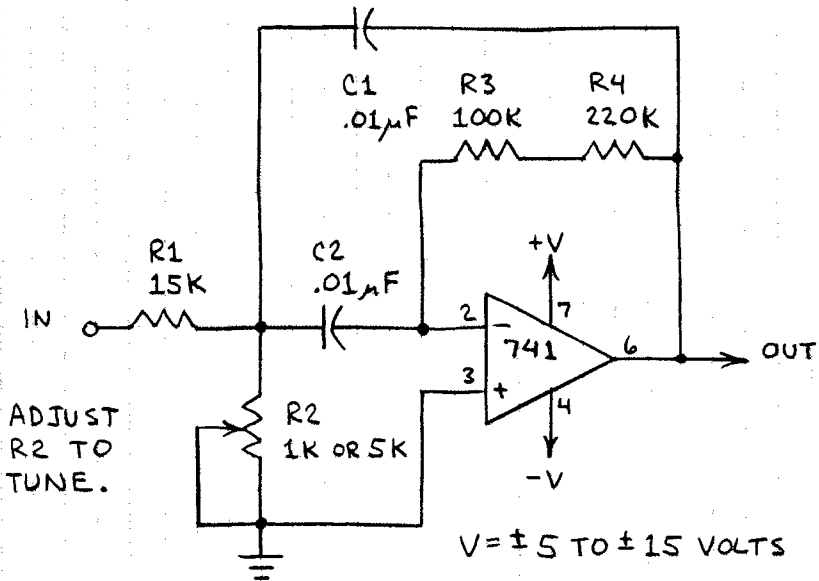 C1
.01μF
R3
100K
R4
220K
R1
15K
C2
.01μF
+V
IN
2
-
7
741
6
OUT
3
+
4
-V
ADJUST
R2 TO
TUNE.
R2
1K OR 5K
V = ±5 TO ±15 VOLTS